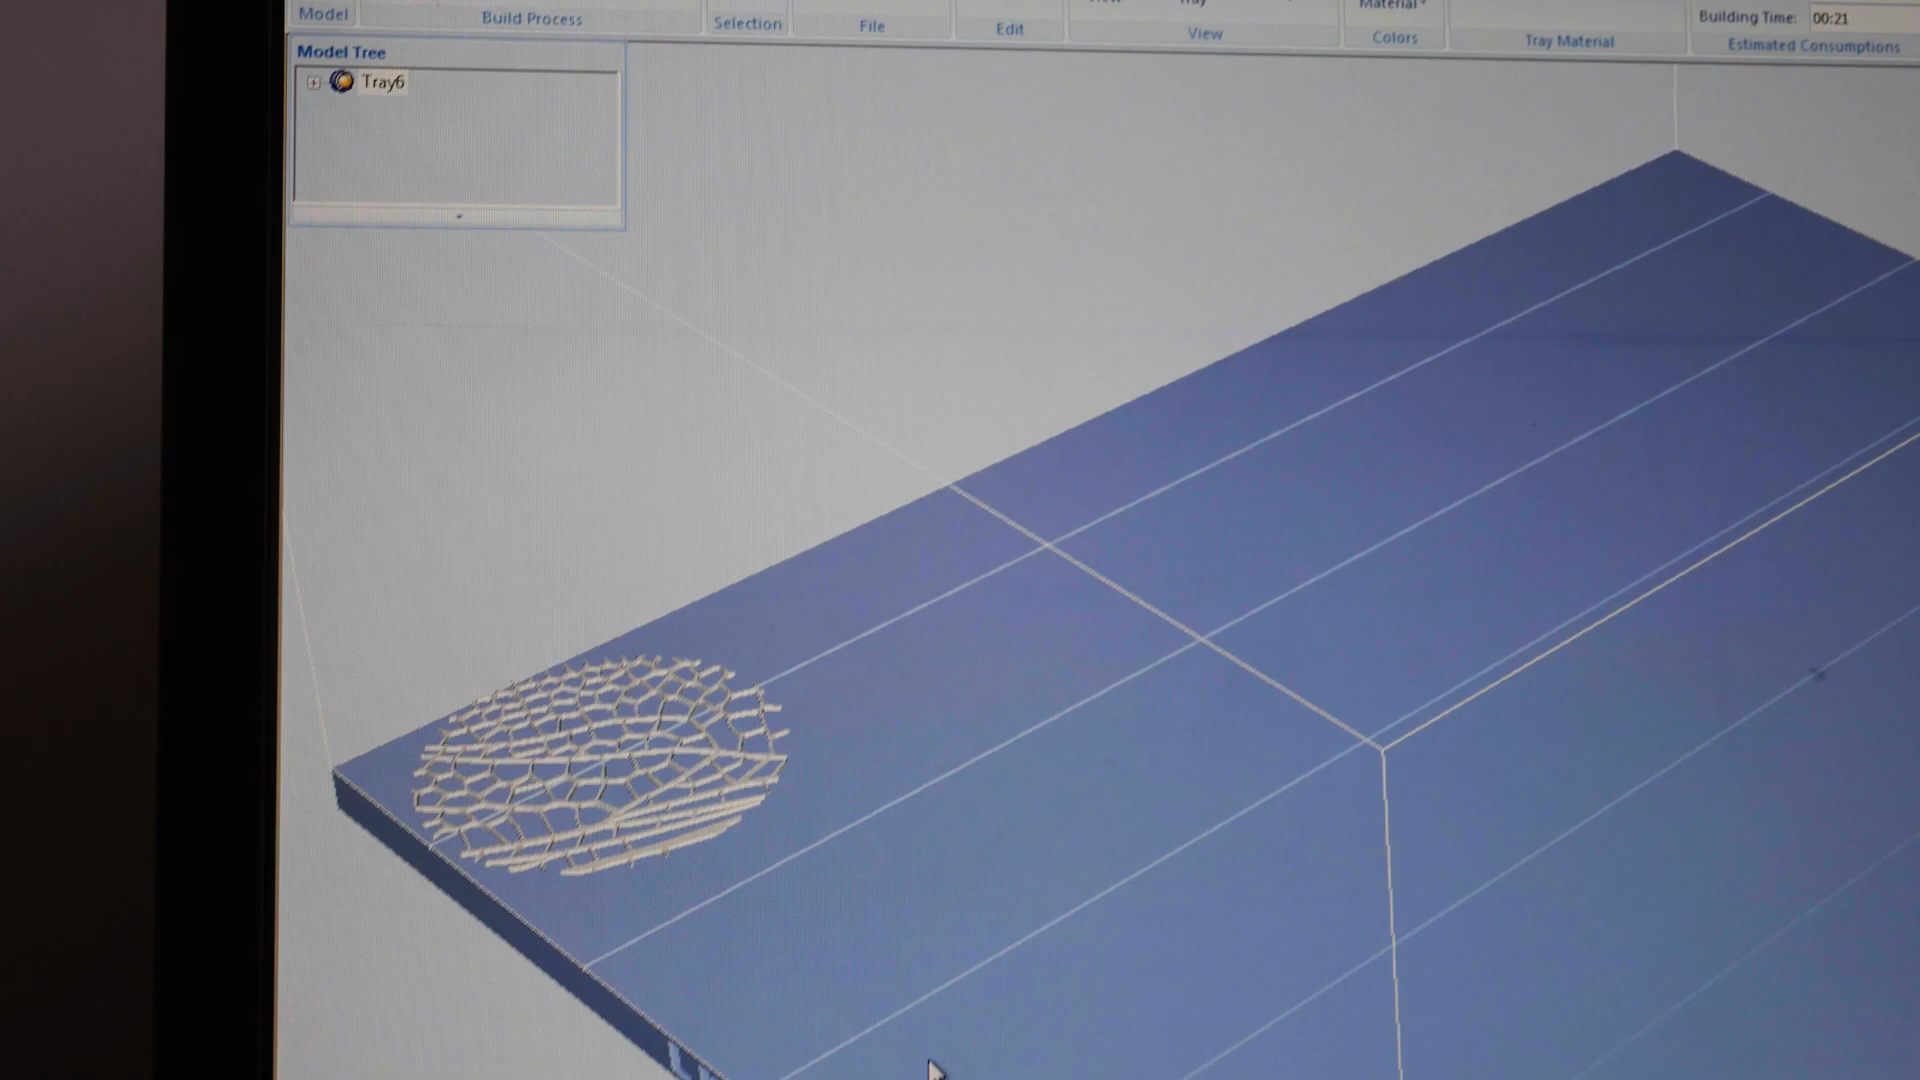 Material
Building Time: 00:21
Model Build Process Selection File Edit View Colors Tray Material Estimated Consumptions
Model Tree
Tray6